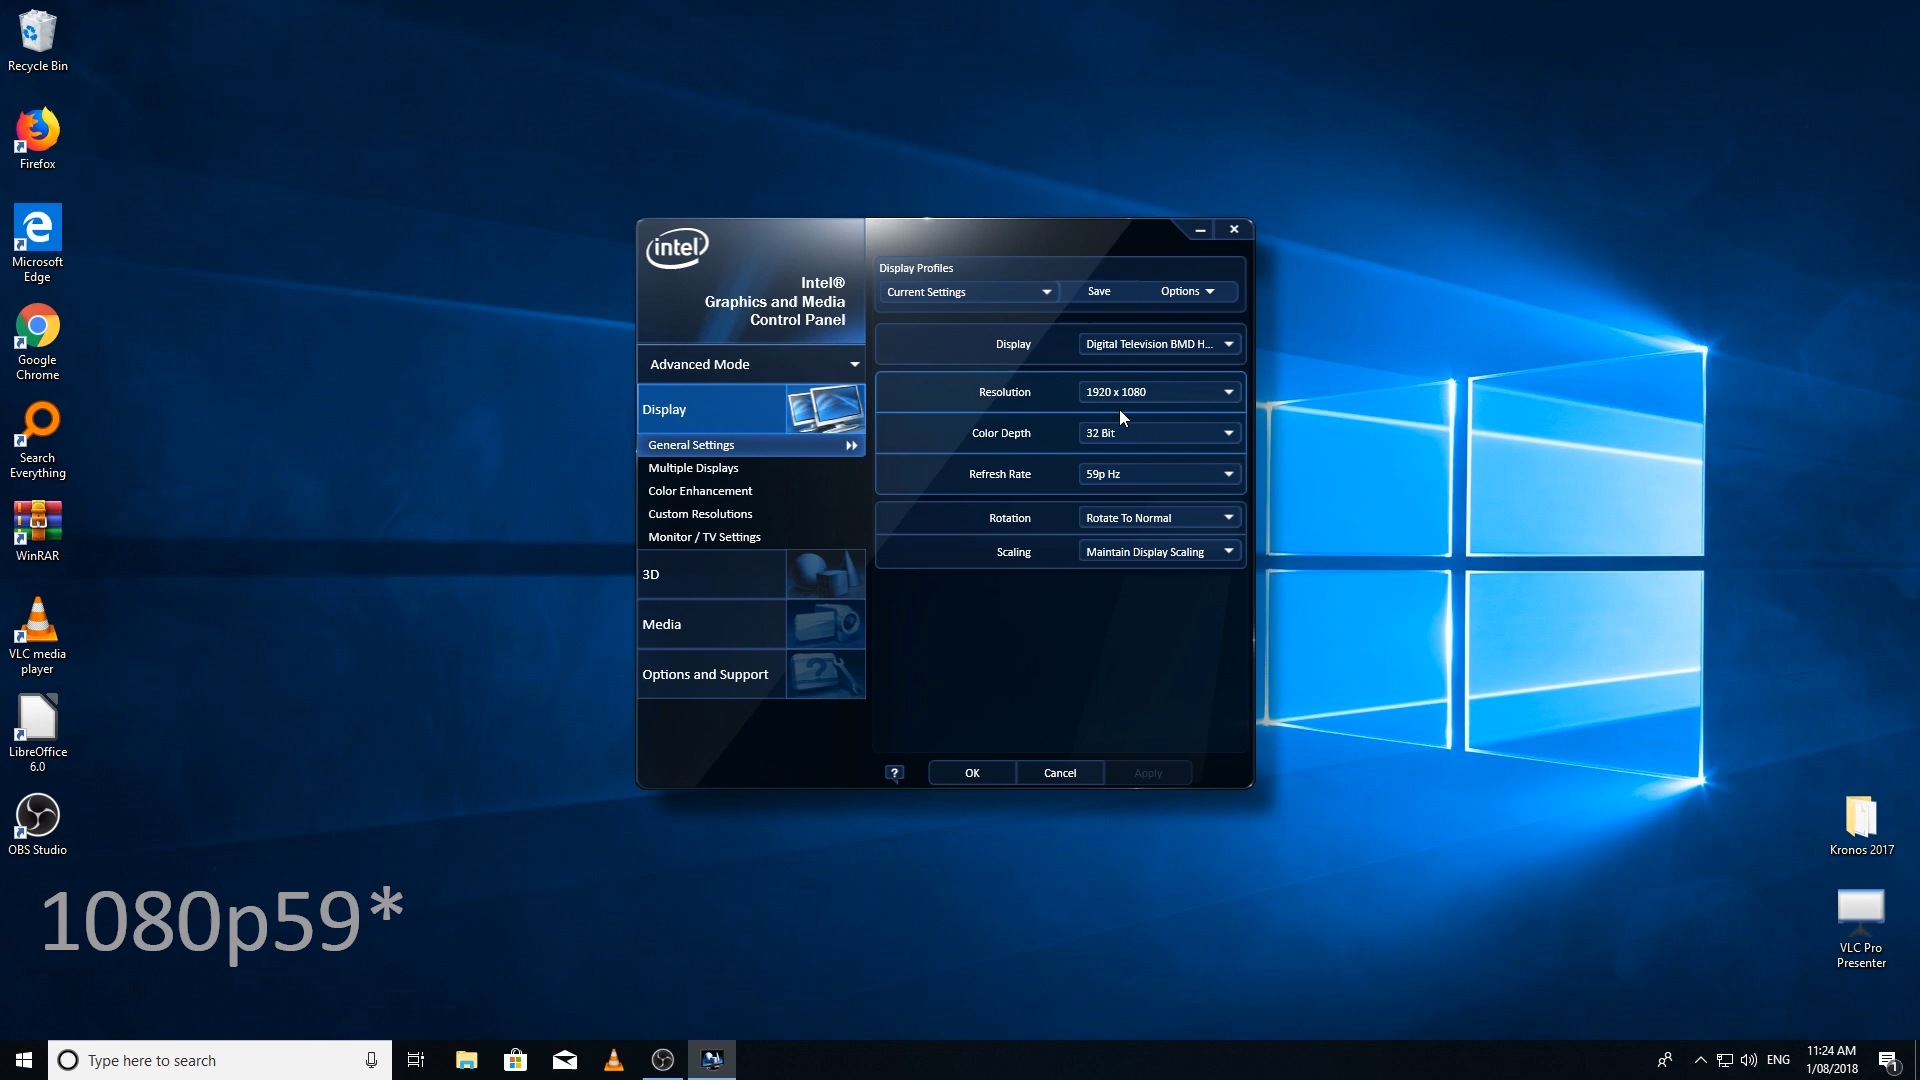 Recycle Bin
Firefox
Microsoft
Edge
Google
Chrome
Search
Everything
WinRAR
VLC media
player
LibreOffice
6.0
OBS Studio
1080p59*
intel
Intel®
Graphics and Media
Control Panel
Advanced Mode
Display
General Settings
Multiple Displays
Color Enhancement
Custom Resolutions
Monitor / TV Settings
3D
Media
Options and Support
Display Profiles
Current Settings Save Options
Display Digital Television BMD H...
Resolution 1920 x 1080
Color Depth 32 Bit
Refresh Rate 59p Hz
Rotation Rotate To Normal
Scaling Maintain Display Scaling
? OK Cancel Apply
Kronos 2017
VLC Pro
Presenter
Type here to search
ENG
11:24 AM
1/08/2018
1